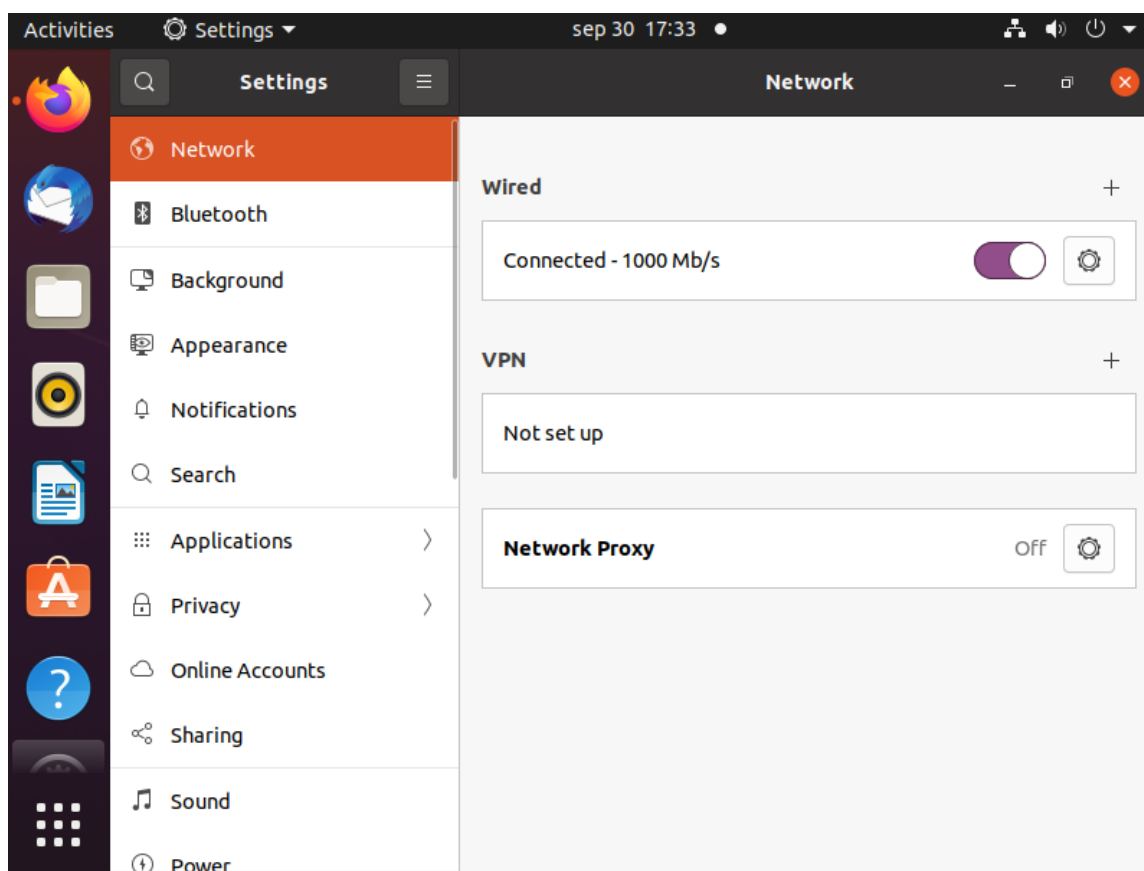 Activities Settings sep 30 17:33
Settings Network
Network
Bluetooth
Background
Appearance
Notifications
Search
Applications
Privacy
Online Accounts
Sharing
Sound
Power
Wired
Connected - 1000 Mb/s
VPN
Not set up
Network Proxy Off